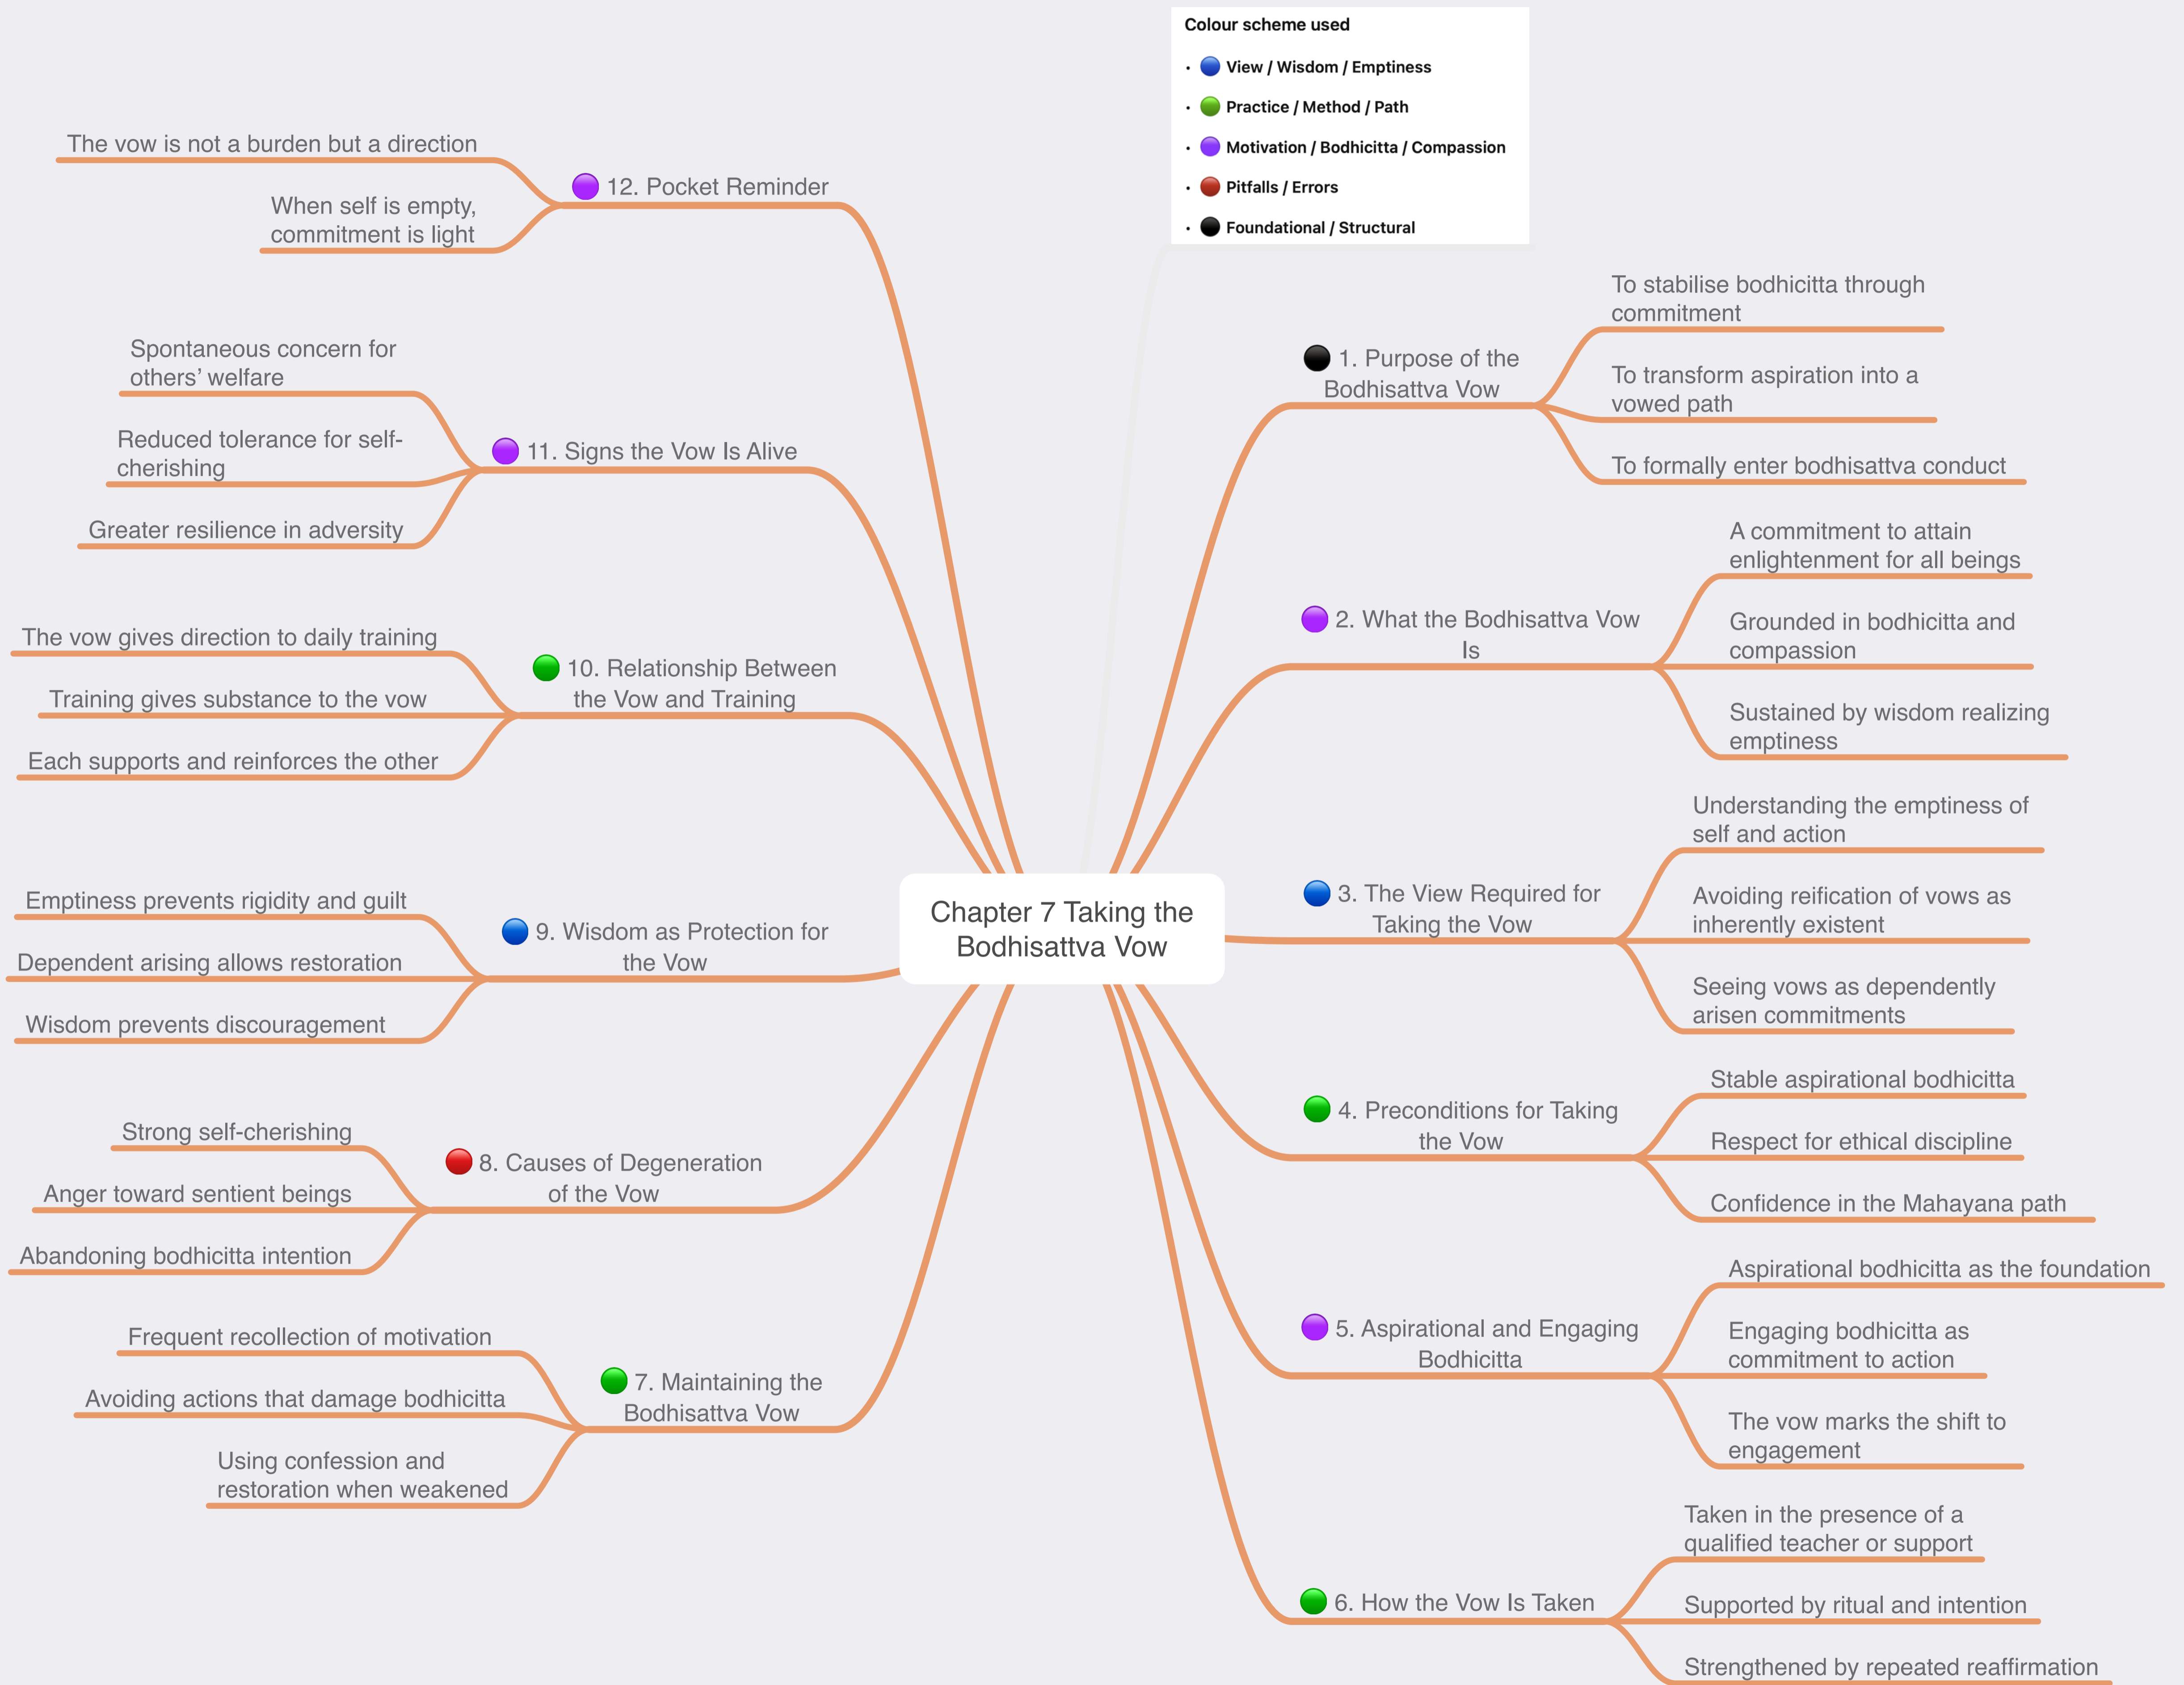 Colour scheme used
• View / Wisdom / Emptiness
• Practice / Method / Path
• Motivation / Bodhicitta / Compassion
• Pitfalls / Errors
• Foundational / Structural
Chapter 7 Taking the
Bodhisattva Vow
1. Purpose of the
Bodhisattva Vow
To stabilise bodhicitta through
commitment
To transform aspiration into a
vowed path
To formally enter bodhisattva conduct
2. What the Bodhisattva Vow
Is
A commitment to attain
enlightenment for all beings
Grounded in bodhicitta and
compassion
Sustained by wisdom realizing
emptiness
3. The View Required for
Taking the Vow
Understanding the emptiness of
self and action
Avoiding reification of vows as
inherently existent
Seeing vows as dependently
arisen commitments
4. Preconditions for Taking
the Vow
Stable aspirational bodhicitta
Respect for ethical discipline
Confidence in the Mahayana path
5. Aspirational and Engaging
Bodhicitta
Aspirational bodhicitta as the foundation
Engaging bodhicitta as
commitment to action
The vow marks the shift to
engagement
6. How the Vow Is Taken
Taken in the presence of a
qualified teacher or support
Supported by ritual and intention
Strengthened by repeated reaffirmation
7. Maintaining the
Bodhisattva Vow
Frequent recollection of motivation
Avoiding actions that damage bodhicitta
Using confession and
restoration when weakened
8. Causes of Degeneration
of the Vow
Strong self-cherishing
Anger toward sentient beings
Abandoning bodhicitta intention
9. Wisdom as Protection for
the Vow
Emptiness prevents rigidity and guilt
Dependent arising allows restoration
Wisdom prevents discouragement
10. Relationship Between
the Vow and Training
The vow gives direction to daily training
Training gives substance to the vow
Each supports and reinforces the other
11. Signs the Vow Is Alive
Spontaneous concern for
others’ welfare
Reduced tolerance for self-
cherishing
Greater resilience in adversity
12. Pocket Reminder
The vow is not a burden but a direction
When self is empty,
commitment is light